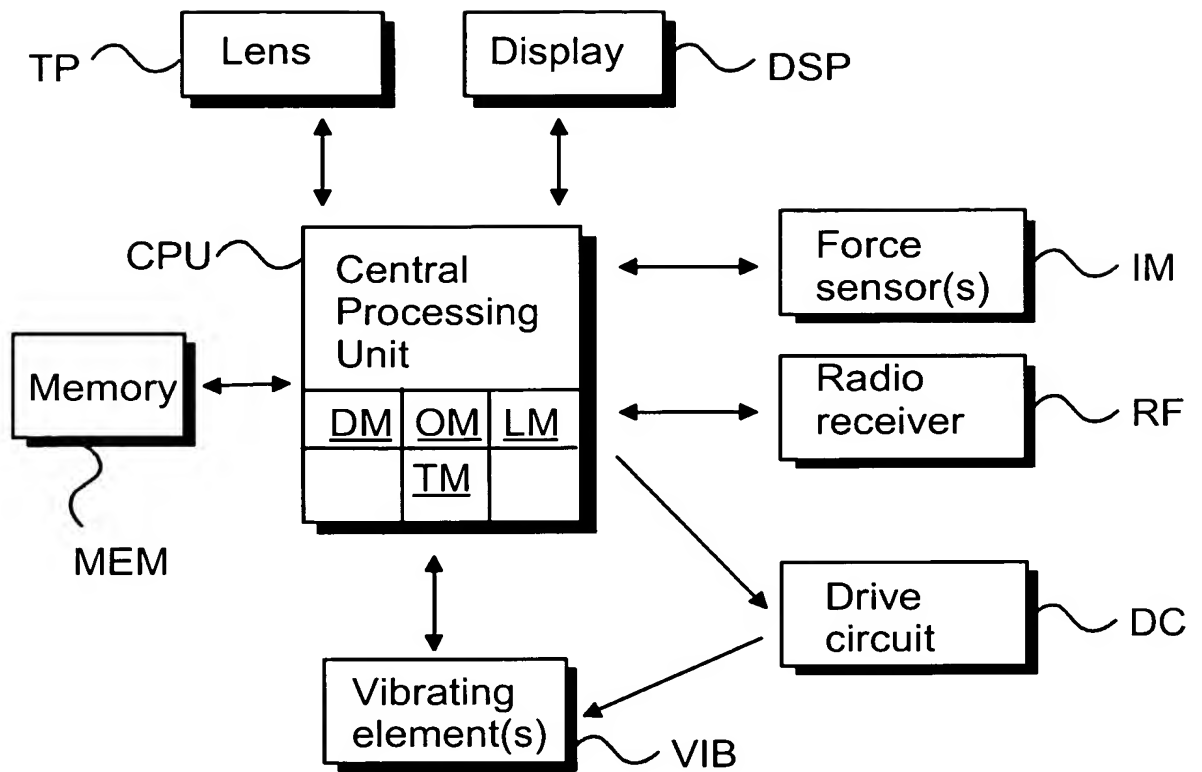 TP
Lens
Display
DSP
CPU
Central
Processing
Unit
Force
sensor(s)
IM
Memory
MEM
DM OM LM
TM
Radio
receiver
RF
Drive
circuit
DC
Vibrating
element(s)
VIB